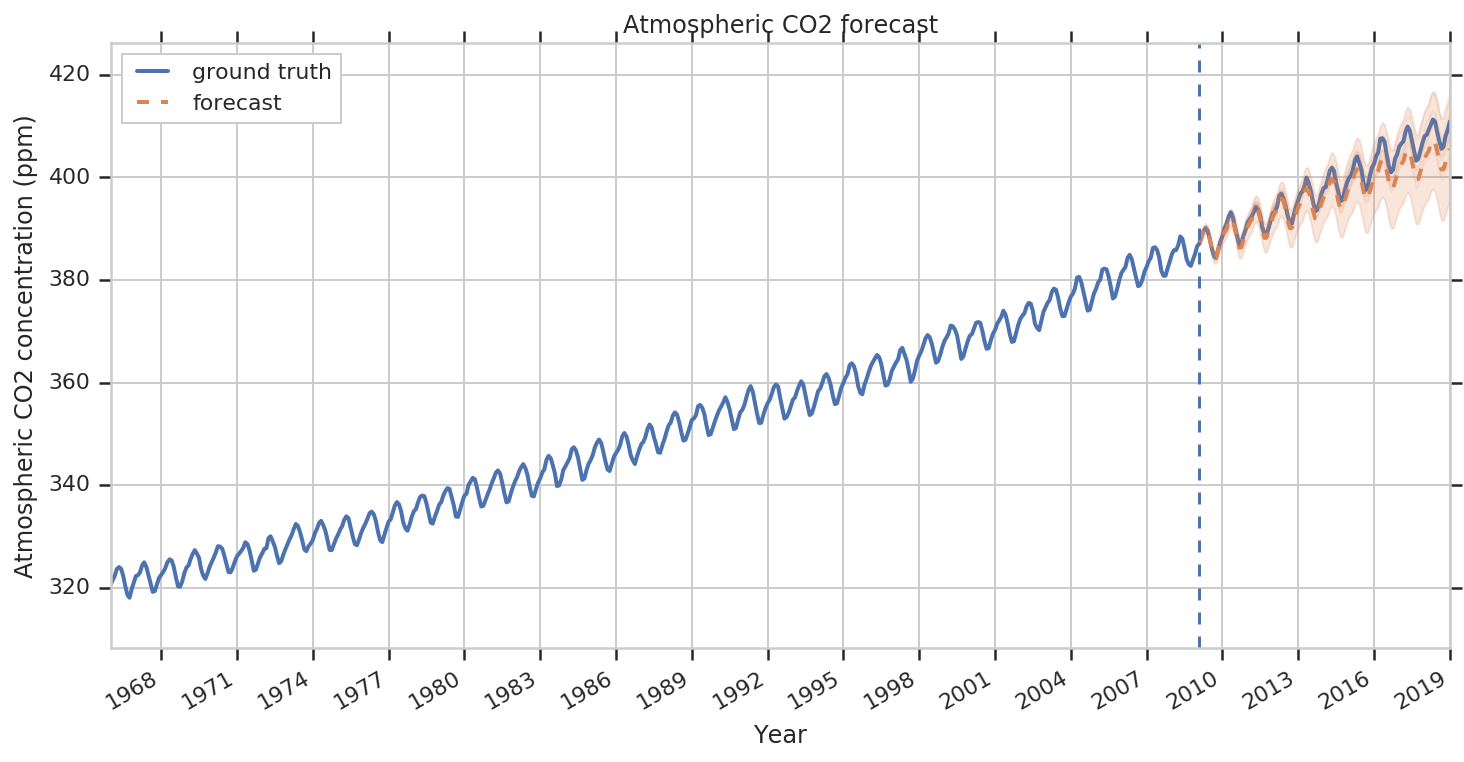 Atmospheric CO2 forecast
ground truth
forecast
Atmospheric CO2 concentration (ppm)
420
400
380
360
340
320
1968 1971 1974 1977 1980 1983 1986 1989 1992 1995 1998 2001 2004 2007 2010 2013 2016 2019
Year